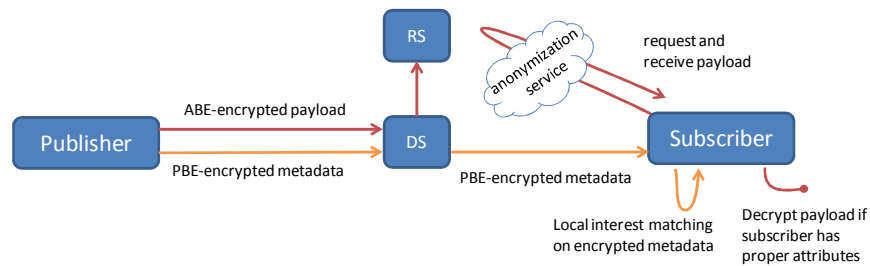 RS
anonymization
service
request and
receive payload
ABE-encrypted payload
Publisher
DS
Subscriber
PBE-encrypted metadata
PBE-encrypted metadata
Local interest matching
on encrypted metadata
Decrypt payload if
subscriber has
proper attributes